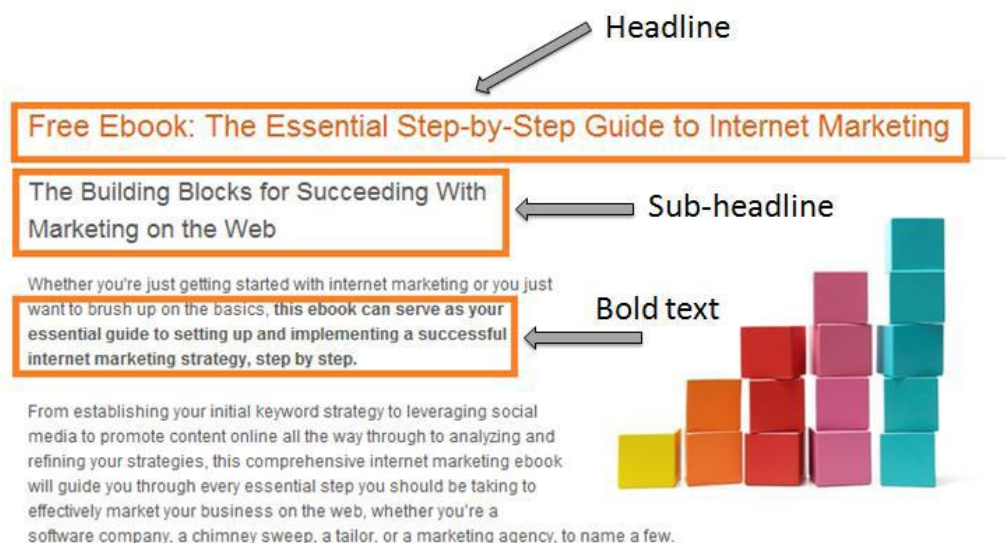 Headline
Free Ebook: The Essential Step-by-Step Guide to Internet Marketing
The Building Blocks for Succeeding With
Marketing on the Web
Sub-headline
Whether you're just getting started with internet marketing or you just
want to brush up on the basics, this ebook can serve as your
essential guide to setting up and implementing a successful
internet marketing strategy, step by step.
Bold text
From establishing your initial keyword strategy to leveraging social
media to promote content online all the way through to analyzing and
refining your strategies, this comprehensive internet marketing ebook
will guide you through every essential step you should be taking to
effectively market your business on the web, whether you're a
software company, a chimney sweep, a tailor, or a marketing agency, to name a few.